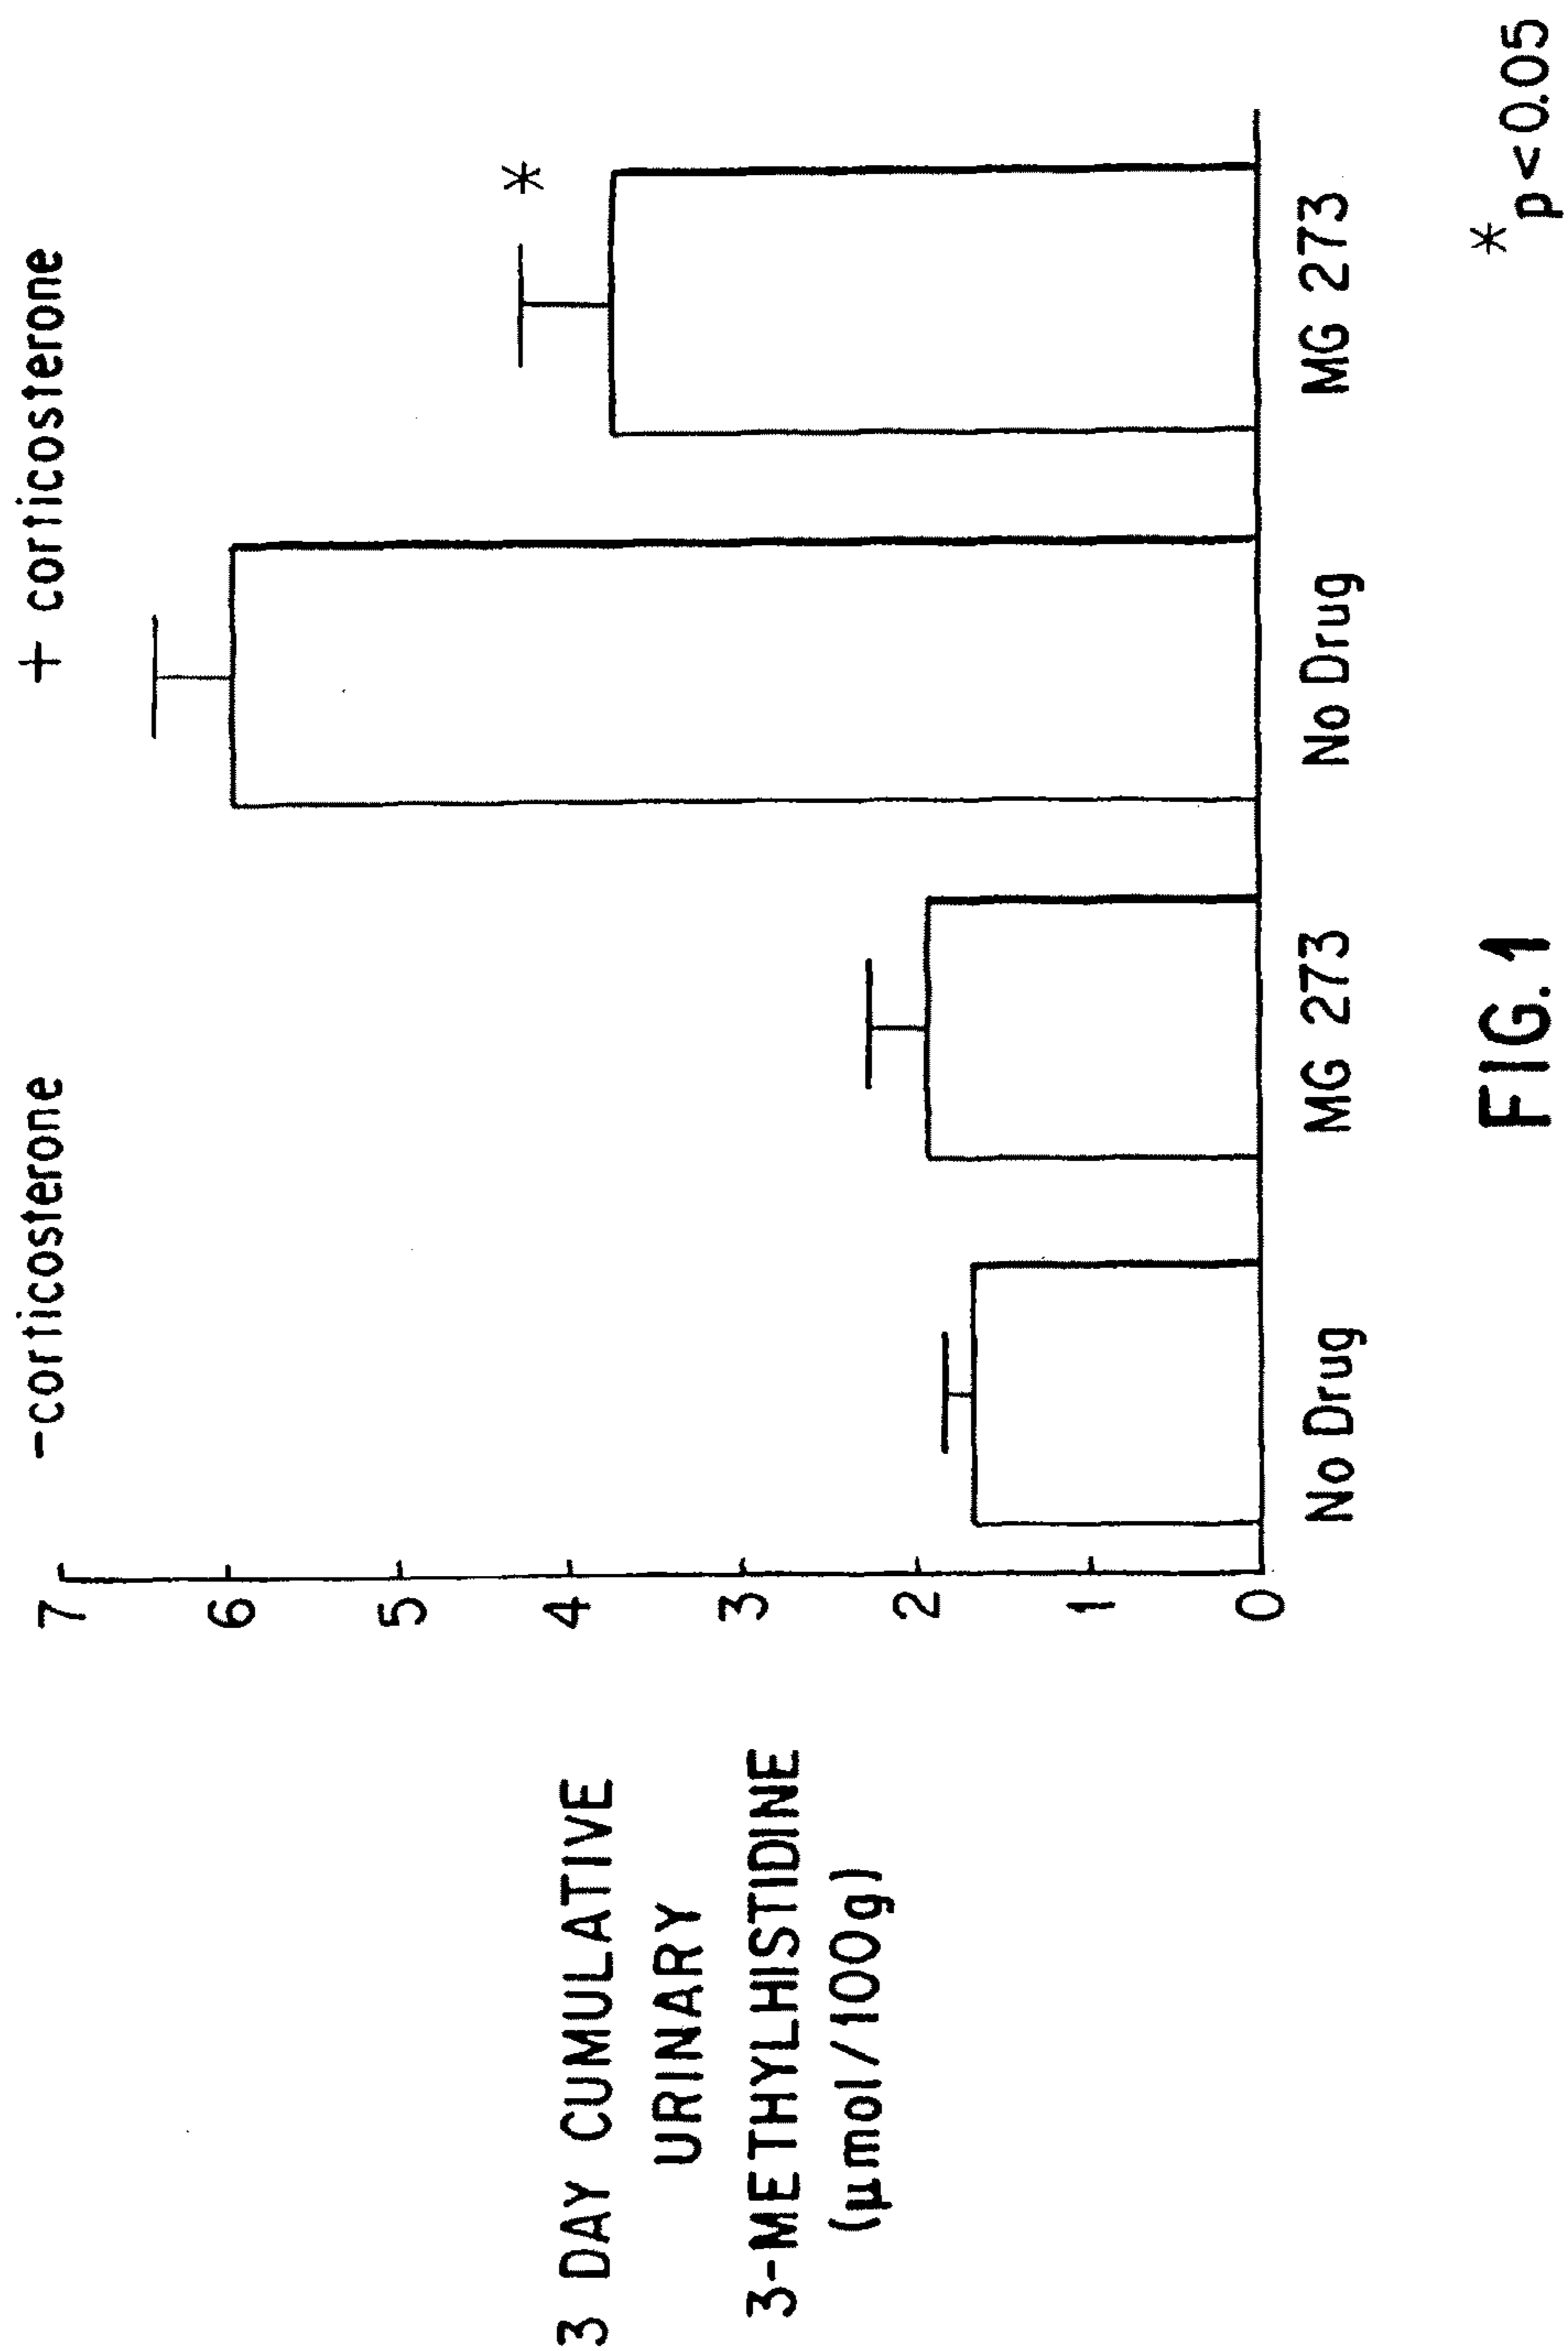 -corticosterone
+ corticosterone
3 DAY CUMULATIVE
URINARY
3-METHYLHISTIDINE
(μmol/100g)
7
6
5
4
3
2
1
0
*
No Drug
MG 273
No Drug
MG 273
* p<0.05
FIG. 1